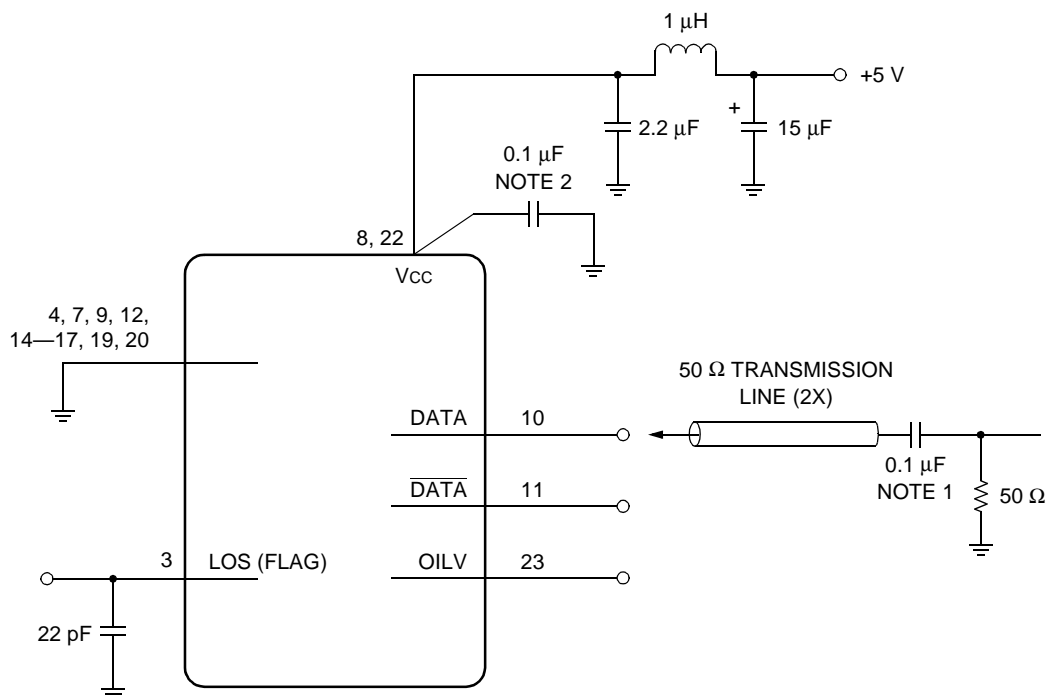 1 μH
+5 V
2.2 μF
+
15 μF
0.1 μF
NOTE 2
8, 22
VCC
4, 7, 9, 12,
14—17, 19, 20
50 Ω TRANSMISSION
LINE (2X)
DATA 10
0.1 μF
NOTE 1
50 Ω
DATA 11
3 LOS (FLAG)
OILV 23
22 pF